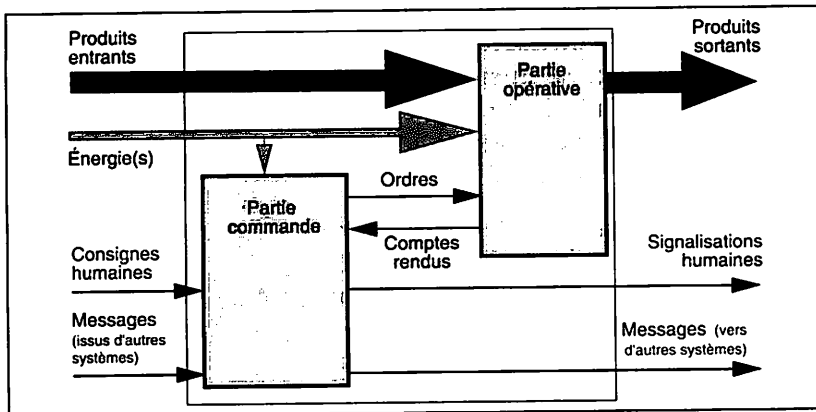 Produits
entrants
Produits
sortants
Partie
opérative
Énergie(s)
Ordres
Partie
commande
Comptes
rendus
Consignes
humaines
Signalisations
humaines
Messages
(issus d'autres
systèmes)
Messages (vers
d'autres systèmes)